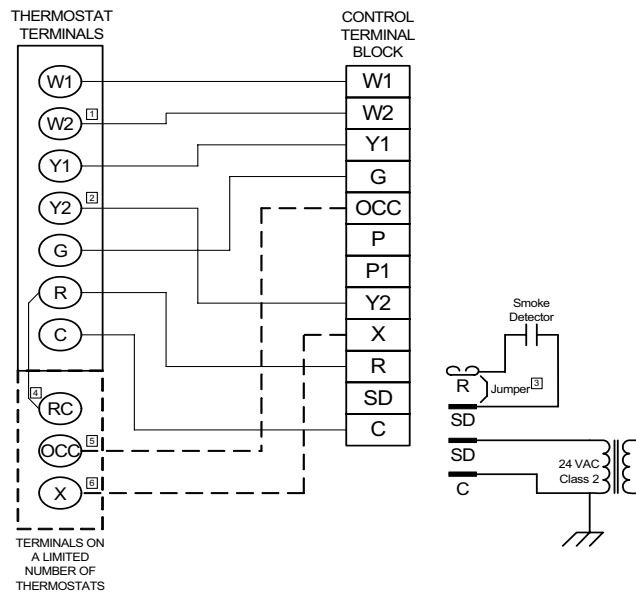 THERMOSTAT
TERMINALS
W1
W2 1
Y1
Y2 2
G
R
C
4 RC
OCC 5
X 6
TERMINALS ON
A LIMITED
NUMBER OF
THERMOSTATS
CONTROL
TERMINAL
BLOCK
W1
W2
Y1
G
OCC
P
P1
Y2
X
R
SD
C
Smoke
Detector
R
Jumper 3
SD
SD
C
24 VAC
Class 2